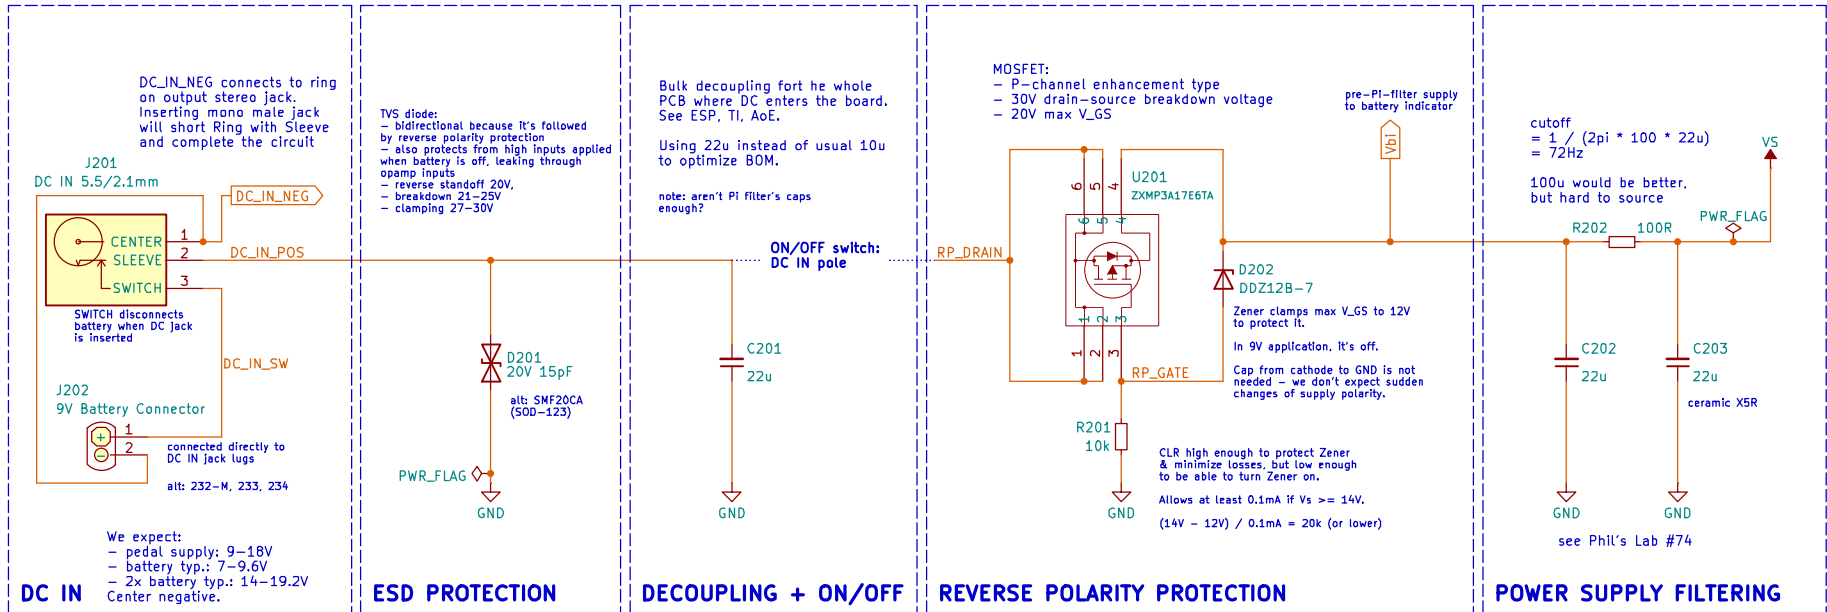 DC_IN_NEG connects to ring
on output stereo jack.
Inserting mono male jack
will short Ring with Sleeve
and complete the circuit
J201
DC IN 5.5/2.1mm
DC_IN_NEG
CENTER
1
SLEEVE
2
DC_IN_POS
SWITCH
3
SWITCH disconnects
battery when DC jack
is inserted
DC_IN_SW
J202
9V Battery Connector
+
1
−
2
connected directly to
DC IN jack lugs
alt: 232-M, 233, 234
We expect:
- pedal supply: 9-18V
- battery typ.: 7-9.6V
- 2x battery typ.: 14-19.2V
Center negative.
DC IN
TVS diode:
- bidirectional because it's followed
by reverse polarity protection
- also protects from high inputs applied
when battery is off, leaking through
opamp inputs
- reverse standoff 20V,
- breakdown 21-25V
- clamping 27-30V
D201
20V 15pF
alt: SMF20CA
(SOD-123)
PWR_FLAG
GND
ESD PROTECTION
Bulk decoupling fort he whole
PCB where DC enters the board.
See ESP, TI, AoE.
Using 22u instead of usual 10u
to optimize BOM.
note: aren't Pi filter's caps
enough?
ON/OFF switch:
DC IN pole
C201
22u
GND
DECOUPLING + ON/OFF
MOSFET:
- P-channel enhancement type
- 30V drain-source breakdown voltage
- 20V max V_GS
pre-Pi-filter supply
to battery indicator
Vbi
RP_DRAIN
U201
ZXMP3A17E6TA
6
5
4
6
5
4
1
2
3
1
2
3
D202
DDZ12B-7
Zener clamps max V_GS to 12V
to protect it.
In 9V application, it's off.
Cap from cathode to GND is not
needed - we don't expect sudden
changes of supply polarity.
RP_GATE
R201
10k
GND
CLR high enough to protect Zener
& minimize losses, but low enough
to be able to turn Zener on.
Allows at least 0.1mA if Vs >= 14V.
(14V - 12V) / 0.1mA = 20k (or lower)
REVERSE POLARITY PROTECTION
cutoff
= 1 / (2pi * 100 * 22u)
= 72Hz
100u would be better,
but hard to source
VS
PWR_FLAG
R202
100R
C202
22u
C203
22u
ceramic X5R
GND
GND
see Phil's Lab #74
POWER SUPPLY FILTERING